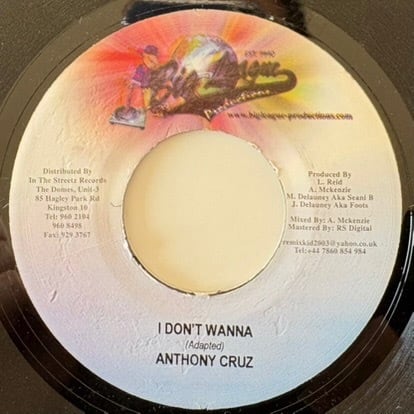 EST. 1992
Big League
Productions
www.bigleague-productions.com
Distributed By
In The Streetz Records
The Domes, Unit-3
85 Hagley Park Rd
Kingston 10
Tel: 960 2104
960 8498
Fax: 929 3767
Produced By
L. Reid
A. Mckenzie
M. Delauney Aka Seani B
J. Delauney Aka Foots
Mixed By: A. Mckenzie
Mastered By: RS Digital
remixkid2003@yahoo.co.uk
Tel:+44 7860 854 984
I DON'T WANNA
(Adapted)
ANTHONY CRUZ